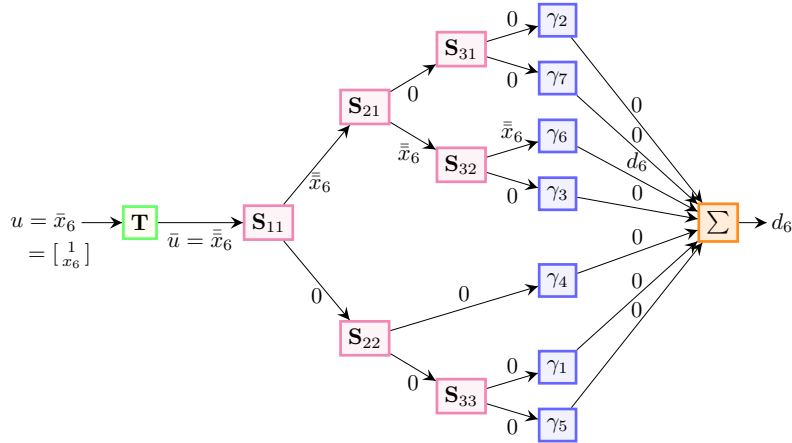 0
γ₂
S₃₁
0
γ₇
0
S₂₁
0
0
x̿₆
γ₆
d₆
x̿₆
S₃₂
0
γ₃
0
x̿₆
u = x̄₆
= [ 1 x₆ ]
T
ū = x̿₆
S₁₁
∑
d₆
0
0
0
γ₄
0
0
S₂₂
0
γ₁
0
S₃₃
0
γ₅